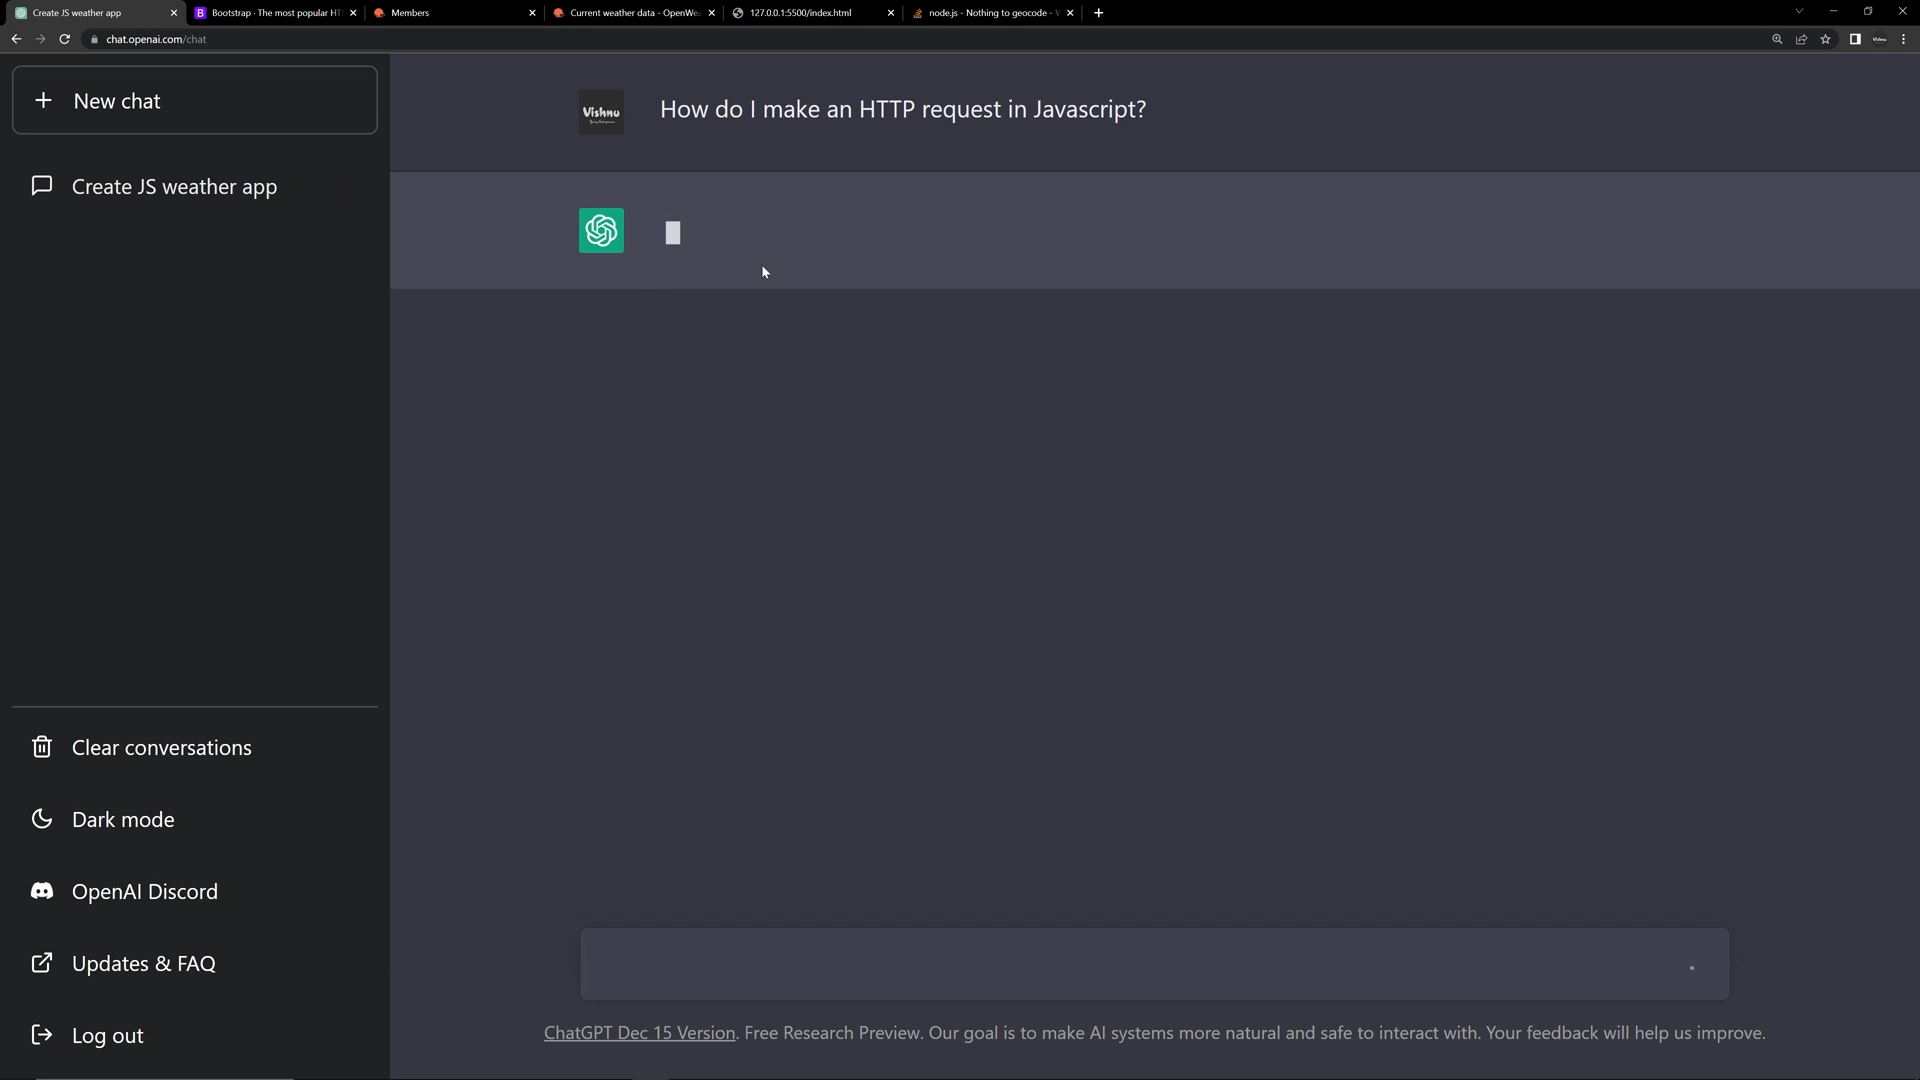 Create JS weather app
Bootstrap · The most popular HT
Members
Current weather data - OpenWe
127.0.0.1:5500/index.html
node.js - Nothing to geocode - 
chat.openai.com/chat
New chat
Create JS weather app
Vishnu
How do I make an HTTP request in Javascript?
Clear conversations
Dark mode
OpenAI Discord
Updates & FAQ
Log out
ChatGPT Dec 15 Version. Free Research Preview. Our goal is to make AI systems more natural and safe to interact with. Your feedback will help us improve.